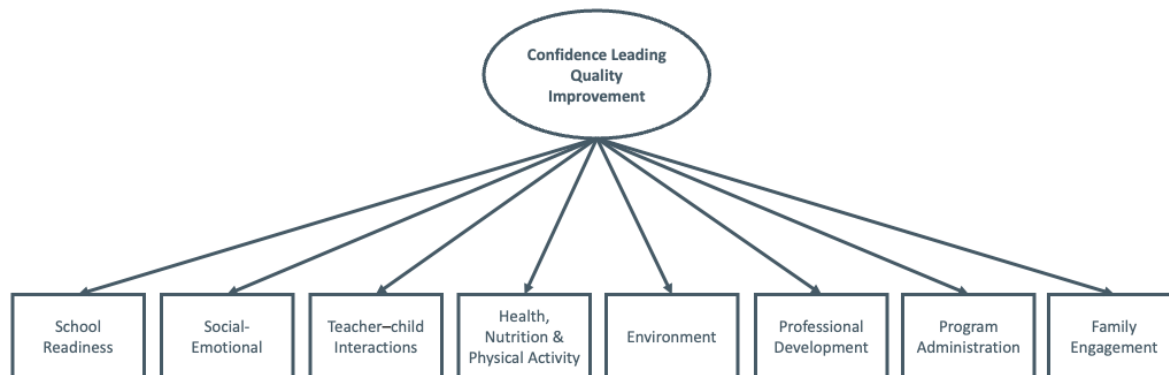 Confidence Leading
Quality
Improvement
School
Readiness
Social-
Emotional
Teacher–child
Interactions
Health,
Nutrition &
Physical Activity
Environment
Professional
Development
Program
Administration
Family
Engagement